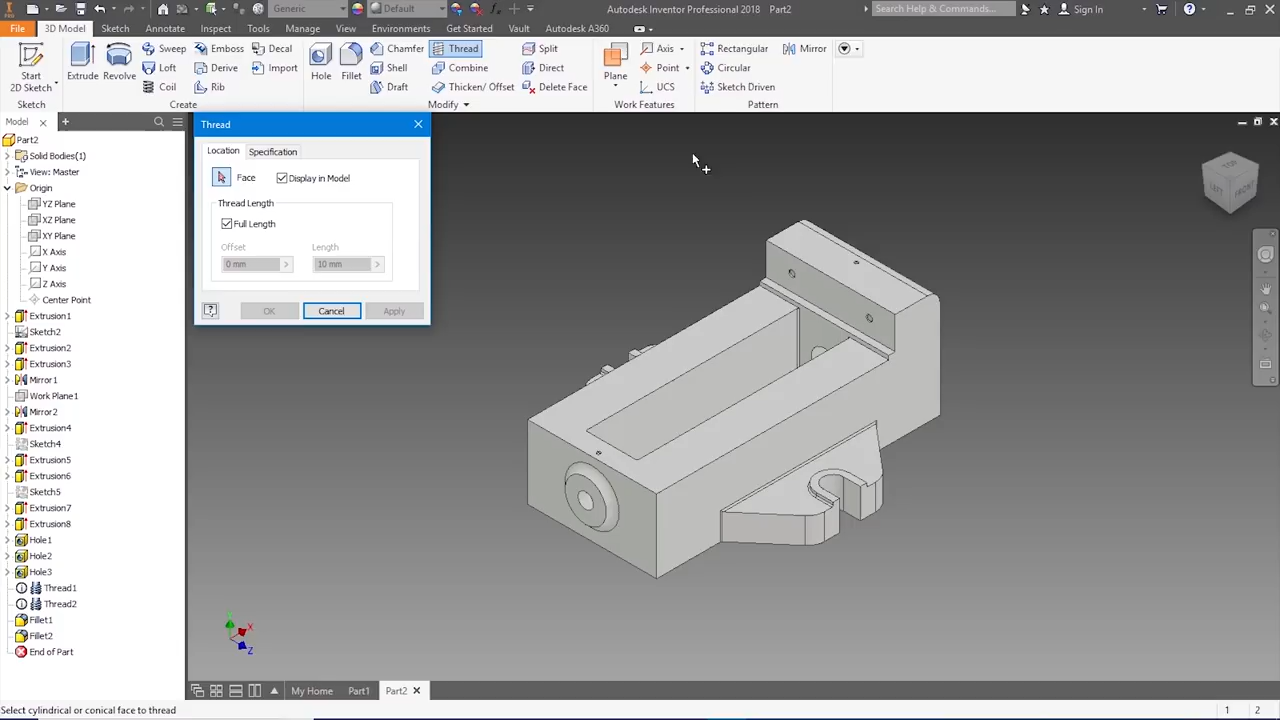 Generic
Default
Autodesk Inventor Professional 2018 Part2
Search Help & Commands...
Sign In
File 3D Model Sketch Annotate Inspect Tools Manage View Environments Get Started Vault Autodesk A360
Start
2D Sketch
Extrude
Revolve
Sweep
Loft
Coil
Emboss
Derive
Rib
Decal
Import
Hole
Fillet
Chamfer
Shell
Draft
Thread
Combine
Thicken/ Offset
Split
Direct
Delete Face
Plane
Axis
Point
UCS
Rectangular
Circular
Sketch Driven
Mirror
Sketch Create Modify Work Features Pattern
Model
Part2
Solid Bodies(1)
View: Master
Origin
YZ Plane
XZ Plane
XY Plane
X Axis
Y Axis
Z Axis
Center Point
Extrusion1
Sketch2
Extrusion2
Extrusion3
Mirror1
Work Plane1
Mirror2
Extrusion4
Sketch4
Extrusion5
Extrusion6
Sketch5
Extrusion7
Extrusion8
Hole1
Hole2
Hole3
Thread1
Thread2
Fillet1
Fillet2
End of Part
Thread
Location Specification
Face Display in Model
Thread Length
Full Length
Offset Length
0 mm 10 mm
OK Cancel Apply
TOP
LEFT FRONT
Y
X
Z
My Home Part1 Part2
Select cylindrical or conical face to thread 1 2